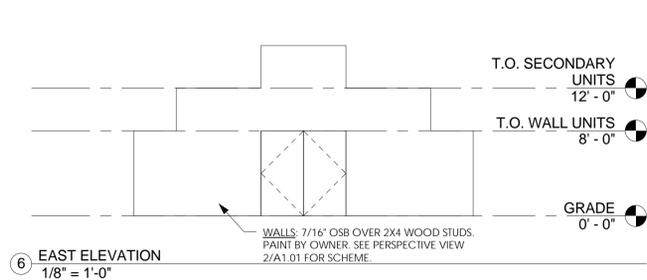 T.O. SECONDARY
UNITS
12' - 0"
T.O. WALL UNITS
8' - 0"
GRADE
0' - 0"
WALLS: 7/16" OSB OVER 2X4 WOOD STUDS.
PAINT BY OWNER. SEE PERSPECTIVE VIEW
2/A1.01 FOR SCHEME.
6 EAST ELEVATION
1/8" = 1'-0"